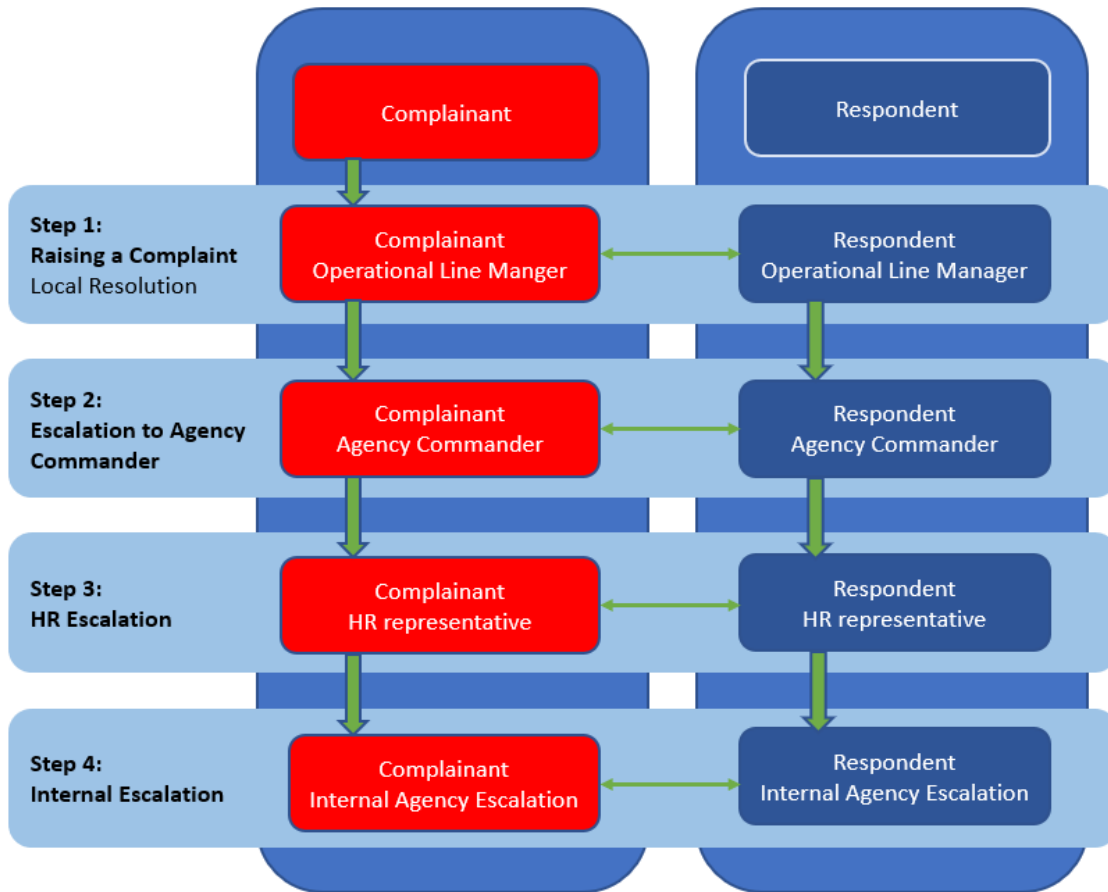 Complainant
Respondent
Step 1:
Raising a Complaint
Local Resolution
Complainant
Operational Line Manger
Respondent
Operational Line Manager
Step 2:
Escalation to Agency
Commander
Complainant
Agency Commander
Respondent
Agency Commander
Step 3:
HR Escalation
Complainant
HR representative
Respondent
HR representative
Step 4:
Internal Escalation
Complainant
Internal Agency Escalation
Respondent
Internal Agency Escalation